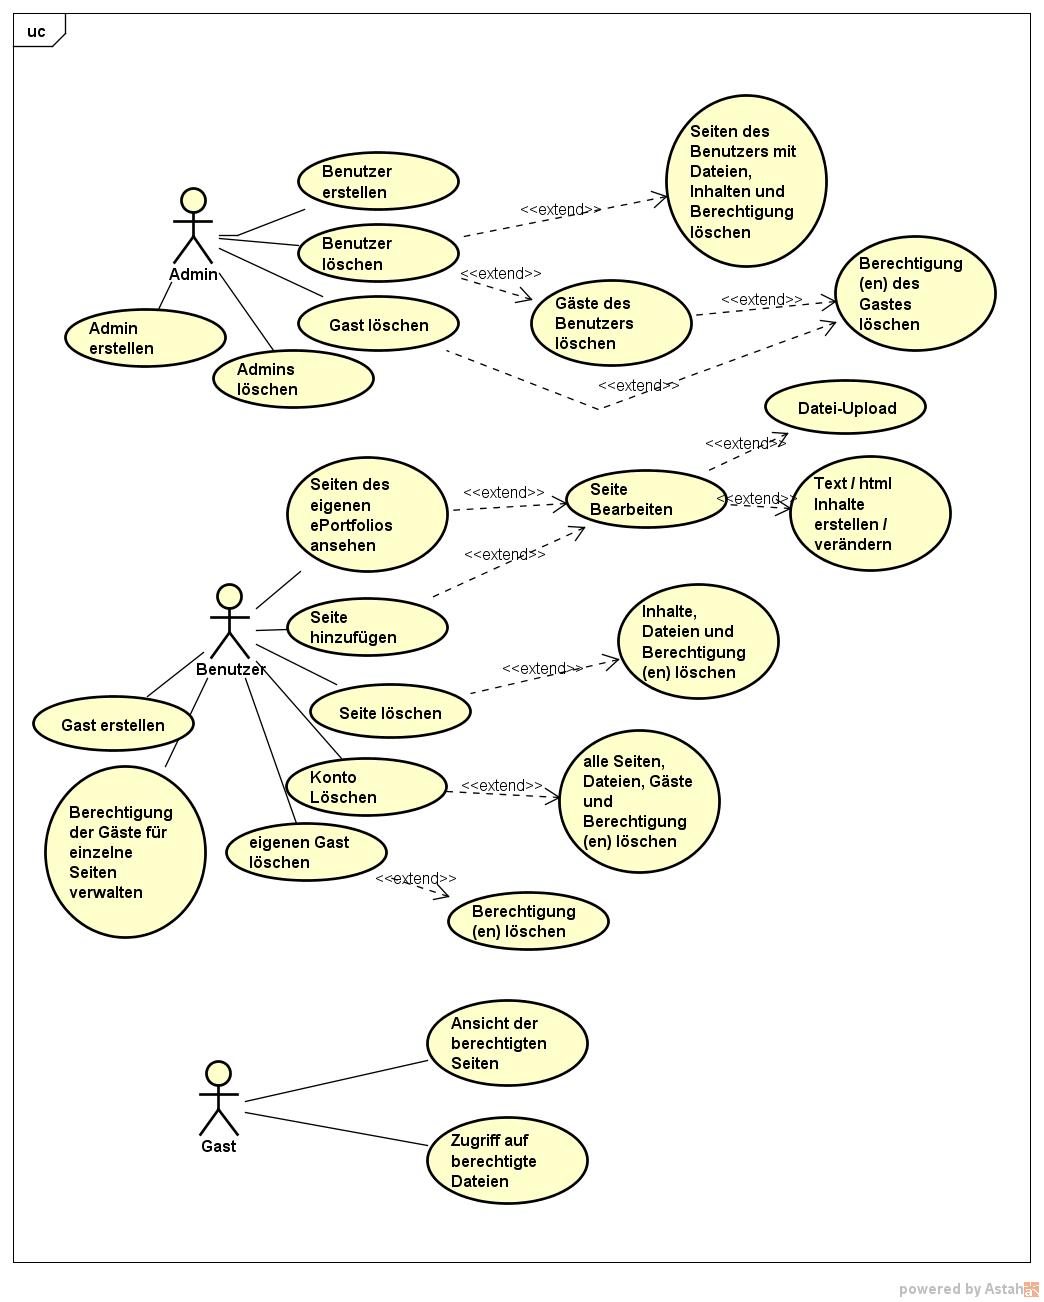 uc
Seiten des
Benutzers mit
Dateien,
Inhalten und
Berechtigung
löschen
Benutzer
erstellen
<<extend>>
Benutzer
löschen
Admin
<<extend>>
Gäste des
Benutzers
löschen
<<extend>>
Berechtigung
(en) des
Gastes
löschen
Gast löschen
Admin
erstellen
Admins
löschen
<<extend>>
Datei-Upload
<<extend>>
Seiten des
eigenen
ePortfolios
ansehen
<<extend>>
Seite
Bearbeiten
<<extend>>
Text / html
Inhalte
erstellen /
verändern
<<extend>>
Seite
hinzufügen
Inhalte,
Dateien und
Berechtigung
(en) löschen
<<extend>>
Benutzer
Seite löschen
Gast erstellen
Konto
Löschen
<<extend>>
alle Seiten,
Dateien, Gäste
und
Berechtigung
(en) löschen
Berechtigung
der Gäste für
einzelne
Seiten
verwalten
eigenen Gast
löschen
<<extend>>
Berechtigung
(en) löschen
Ansicht der
berechtigten
Seiten
Gast
Zugriff auf
berechtigte
Dateien
powered by Astah